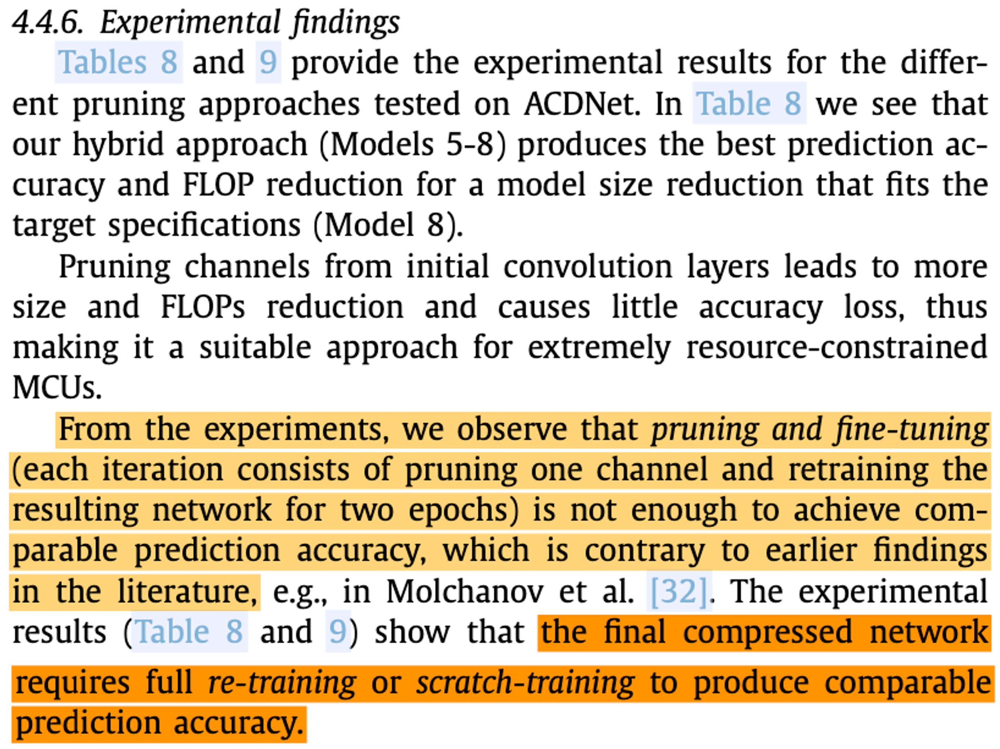 4.4.6. Experimental findings
Tables 8 and 9 provide the experimental results for the differ-
ent pruning approaches tested on ACDNet. In Table 8 we see that
our hybrid approach (Models 5-8) produces the best prediction ac-
curacy and FLOP reduction for a model size reduction that fits the
target specifications (Model 8).
Pruning channels from initial convolution layers leads to more
size and FLOPs reduction and causes little accuracy loss, thus
making it a suitable approach for extremely resource-constrained
MCUs.
From the experiments, we observe that pruning and fine-tuning
(each iteration consists of pruning one channel and retraining the
resulting network for two epochs) is not enough to achieve com-
parable prediction accuracy, which is contrary to earlier findings
in the literature, e.g., in Molchanov et al. [32]. The experimental
results (Table 8 and 9) show that the final compressed network
requires full re-training or scratch-training to produce comparable
prediction accuracy.